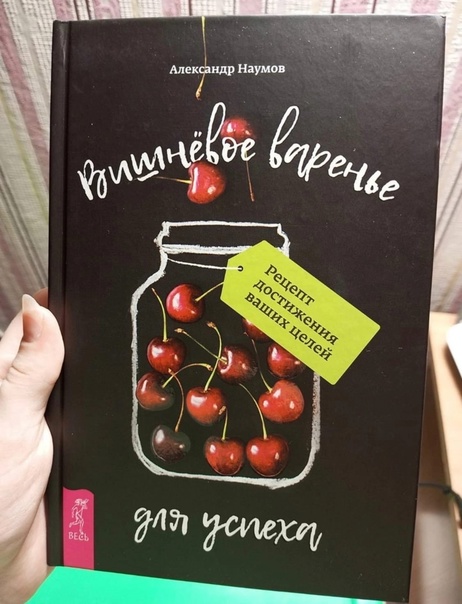 Александр Наумов
Вишнёвое варенье
Рецепт
достижения
ваших целей
для успеха
ВЕСЬ